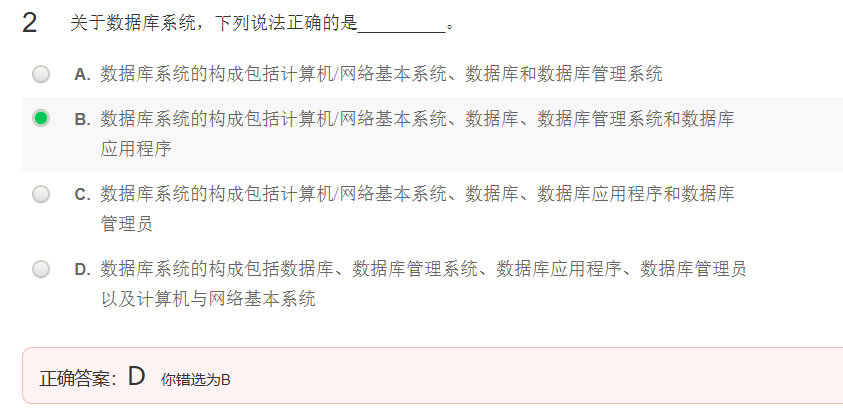 2 关于数据库系统，下列说法正确的是_________。
A. 数据库系统的构成包括计算机/网络基本系统、数据库和数据库管理系统
B. 数据库系统的构成包括计算机/网络基本系统、数据库、数据库管理系统和数据库
应用程序
C. 数据库系统的构成包括计算机/网络基本系统、数据库、数据库应用程序和数据库
管理员
D. 数据库系统的构成包括数据库、数据库管理系统、数据库应用程序、数据库管理员
以及计算机与网络基本系统
正确答案：D 你错选为B